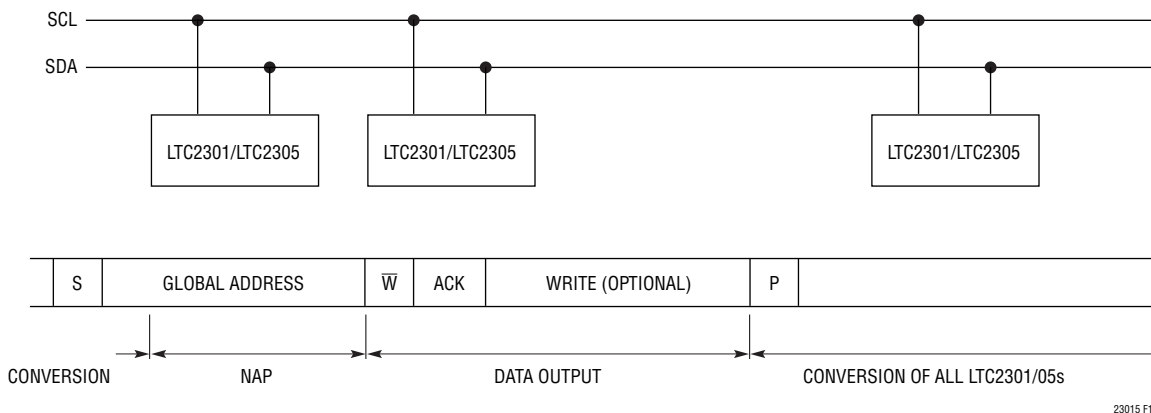 SCL
SDA
LTC2301/LTC2305 LTC2301/LTC2305 LTC2301/LTC2305
S GLOBAL ADDRESS W̅ ACK WRITE (OPTIONAL) P
CONVERSION NAP DATA OUTPUT CONVERSION OF ALL LTC2301/05s
23015 F1